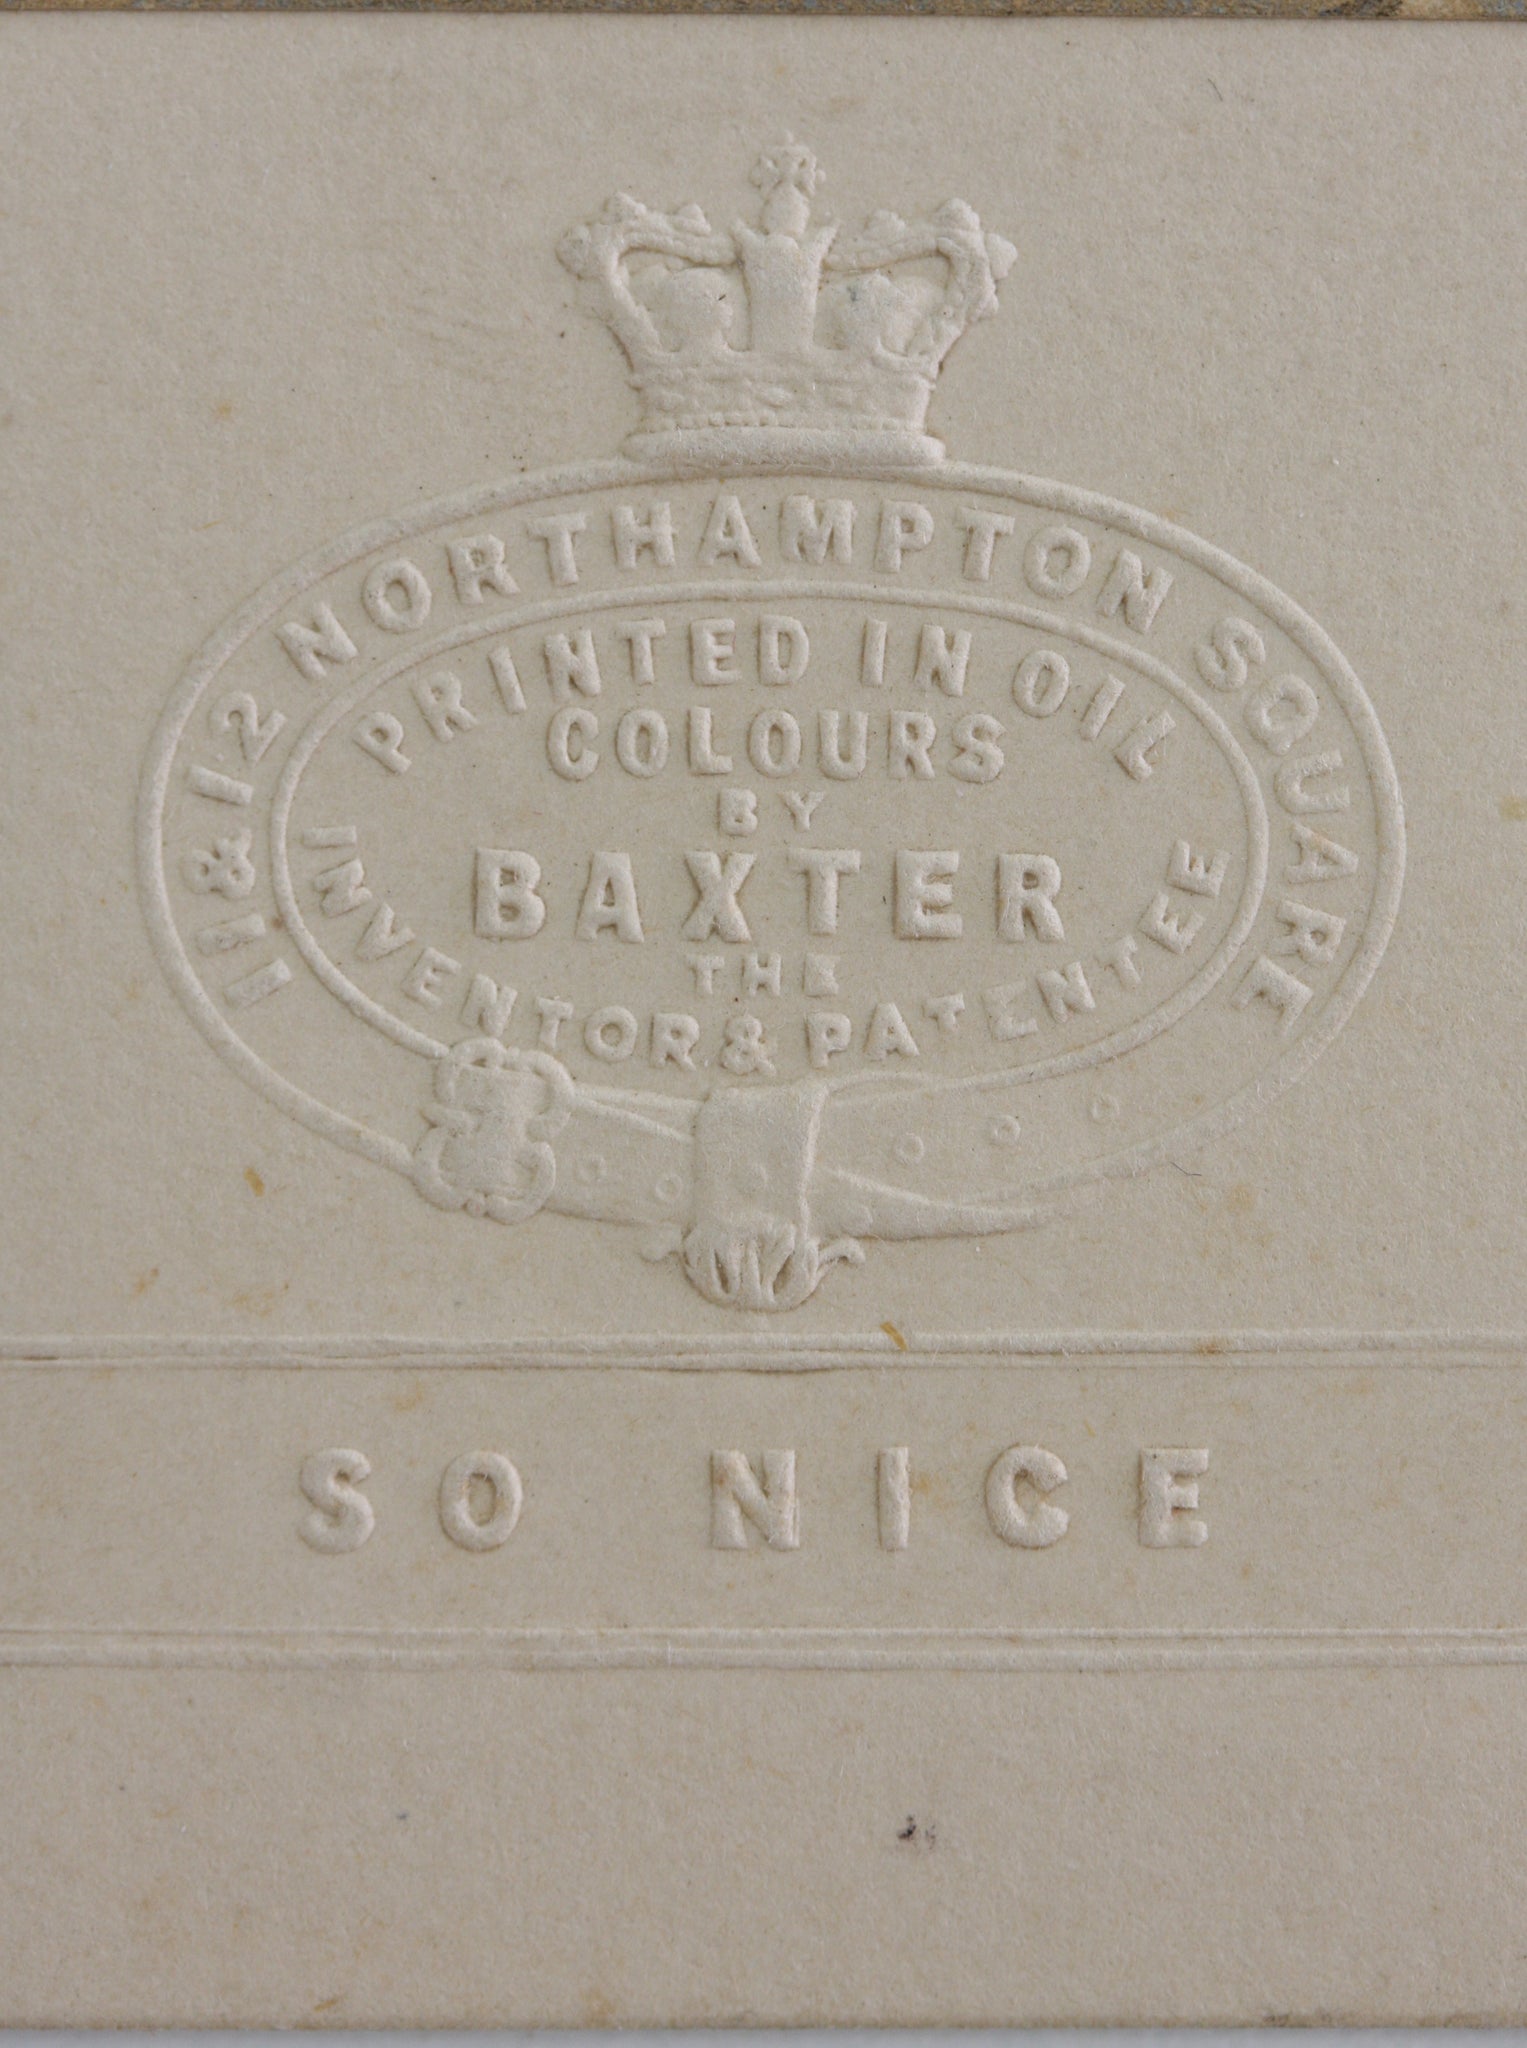 11 & 12 NORTHAMPTON SQUARE
PRINTED IN OIL
COLOURS
BY
BAXTER
THE
INVENTOR & PATENTEE
SO NICE